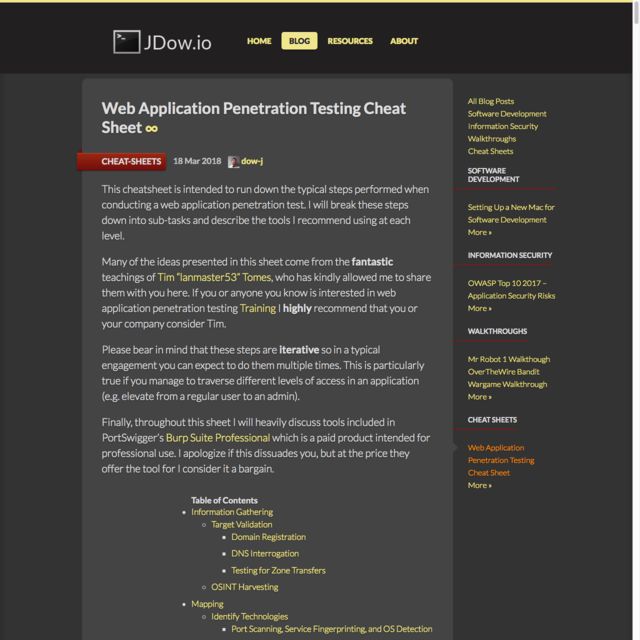 JDow.io
HOME BLOG RESOURCES ABOUT
Web Application Penetration Testing Cheat
Sheet ∞
CHEAT-SHEETS 18 Mar 2018 dow-j
This cheatsheet is intended to run down the typical steps performed when
conducting a web application penetration test. I will break these steps
down into sub-tasks and describe the tools I recommend using at each
level.
Many of the ideas presented in this sheet come from the fantastic
teachings of Tim "lanmaster53" Tomes, who has kindly allowed me to share
them with you here. If you or anyone you know is interested in web
application penetration testing Training I highly recommend that you or
your company consider Tim.
Please bear in mind that these steps are iterative so in a typical
engagement you can expect to do them multiple times. This is particularly
true if you manage to traverse different levels of access in an application
(e.g. elevate from a regular user to an admin).
Finally, throughout this sheet I will heavily discuss tools included in
PortSwigger's Burp Suite Professional which is a paid product intended for
professional use. I apologize if this dissuades you, but at the price they
offer the tool for I consider it a bargain.
Table of Contents
Information Gathering
Target Validation
Domain Registration
DNS Interrogation
Testing for Zone Transfers
OSINT Harvesting
Mapping
Identify Technologies
Port Scanning, Service Fingerprinting, and OS Detection
All Blog Posts
Software Development
Information Security
Walkthroughs
Cheat Sheets
SOFTWARE
DEVELOPMENT
Setting Up a New Mac for
Software Development
More »
INFORMATION SECURITY
OWASP Top 10 2017 –
Application Security Risks
More »
WALKTHROUGHS
Mr Robot 1 Walkthough
OverTheWire Bandit
Wargame Walkthrough
More »
CHEAT SHEETS
Web Application
Penetration Testing
Cheat Sheet
More »